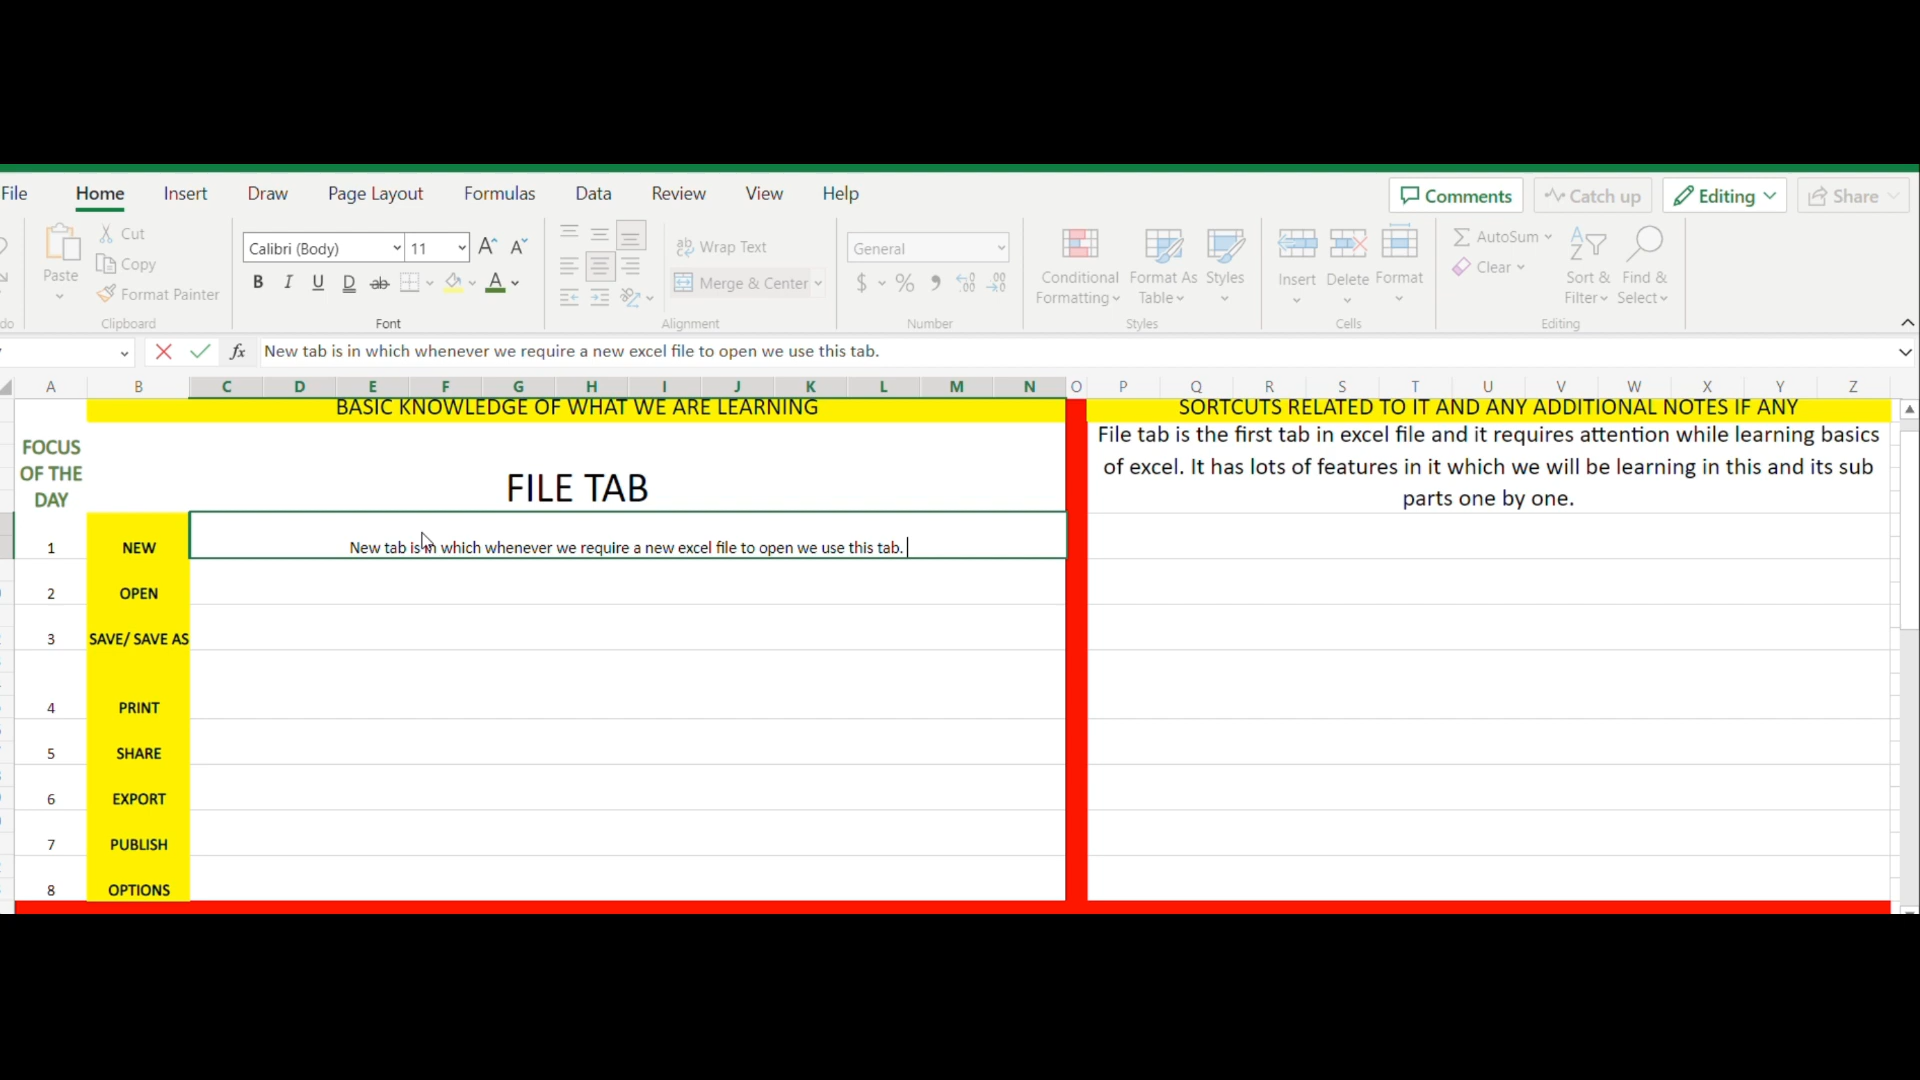 File Home Insert Draw Page Layout Formulas Data Review View Help Comments Catch up Editing Share
Paste Cut Copy Format Painter
Clipboard
Calibri (Body) 11
B I U D ab
Font
Wrap Text
Merge & Center
Alignment
General
$ % 9
Number
Conditional Formatting Format As Table Styles
Styles
Insert Delete Format
Cells
AutoSum
Clear
Sort & Filter Find & Select
Editing
fx New tab is in which whenever we require a new excel file to open we use this tab.
A B C D E F G H I J K L M N O P Q R S T U V W X Y Z
BASIC KNOWLEDGE OF WHAT WE ARE LEARNING
SORTCUTS RELATED TO IT AND ANY ADDITIONAL NOTES IF ANY
FOCUS
OF THE
DAY
FILE TAB
File tab is the first tab in excel file and it requires attention while learning basics
of excel. It has lots of features in it which we will be learning in this and its sub
parts one by one.
1 NEW New tab is in which whenever we require a new excel file to open we use this tab.
2 OPEN
3 SAVE/ SAVE AS
4 PRINT
5 SHARE
6 EXPORT
7 PUBLISH
8 OPTIONS